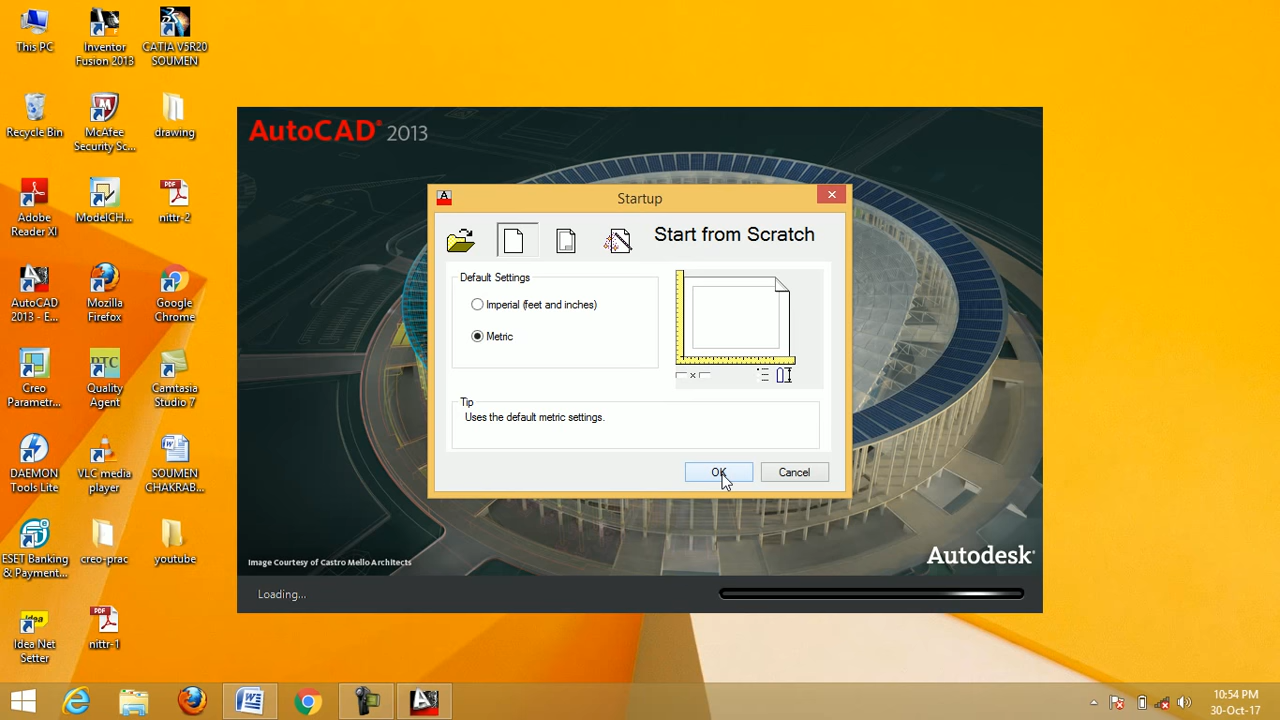 This PC
Inventor
Fusion 2013
CATIA V5R20
SOUMEN
Recycle Bin
McAfee
Security Sc...
drawing
Adobe
Reader XI
ModelCH...
nittr-2
AutoCAD
2013 - E...
Mozilla
Firefox
Google
Chrome
Creo
Parametr...
Quality
Agent
Camtasia
Studio 7
DAEMON
Tools Lite
VLC media
player
SOUMEN
CHAKRAB...
ESET Banking
& Payment...
creo-prac
youtube
Idea Net
Setter
nittr-1
AutoCAD® 2013
Startup
Start from Scratch
Default Settings
Imperial (feet and inches)
Metric
Tip
Uses the default metric settings.
OK
Cancel
Image Courtesy of Castro Mello Architects
Autodesk®
Loading...
10:54 PM
30-Oct-17